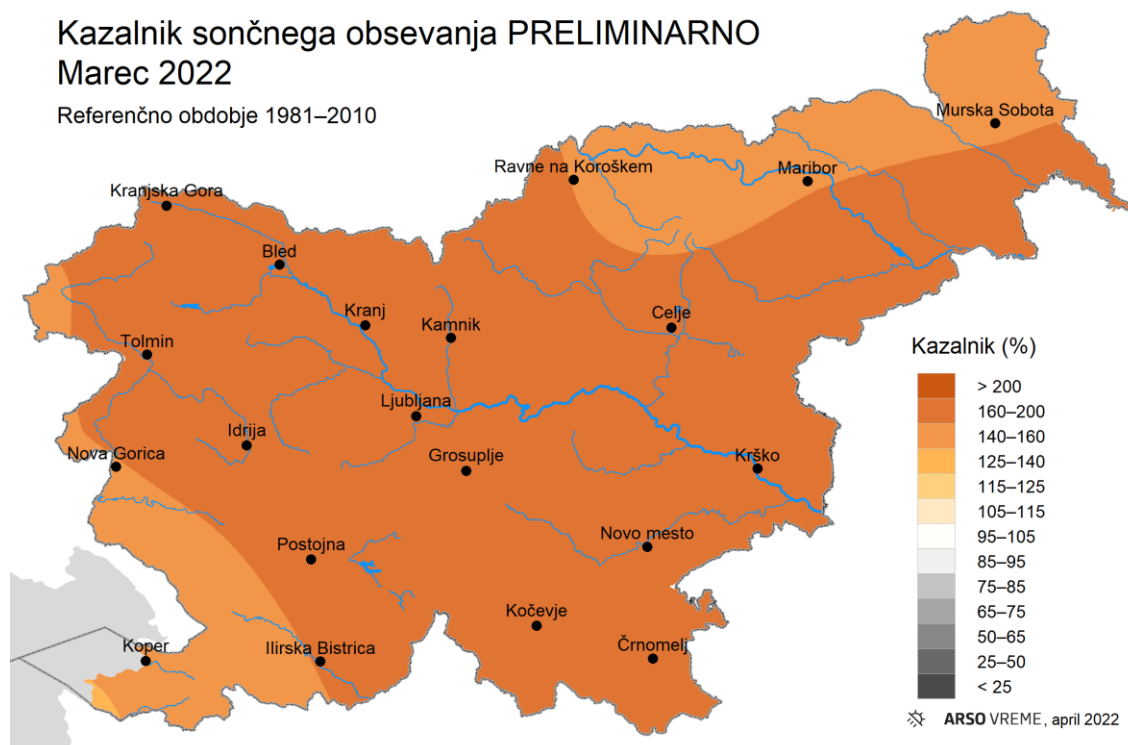 Kazalnik sončnega obsevanja PRELIMINARNO
Marec 2022
Referenčno obdobje 1981–2010
Murska Sobota
Ravne na Koroškem
Maribor
Kranjska Gora
Bled
Kranj
Kamnik
Celje
Tolmin
Kazalnik (%)
> 200
160–200
140–160
125–140
115–125
105–115
95–105
85–95
75–85
65–75
50–65
25–50
< 25
Ljubljana
Idrija
Nova Gorica
Grosuplje
Krško
Postojna
Novo mesto
Kočevje
Koper
Ilirska Bistrica
Črnomelj
ARSO VREME, april 2022